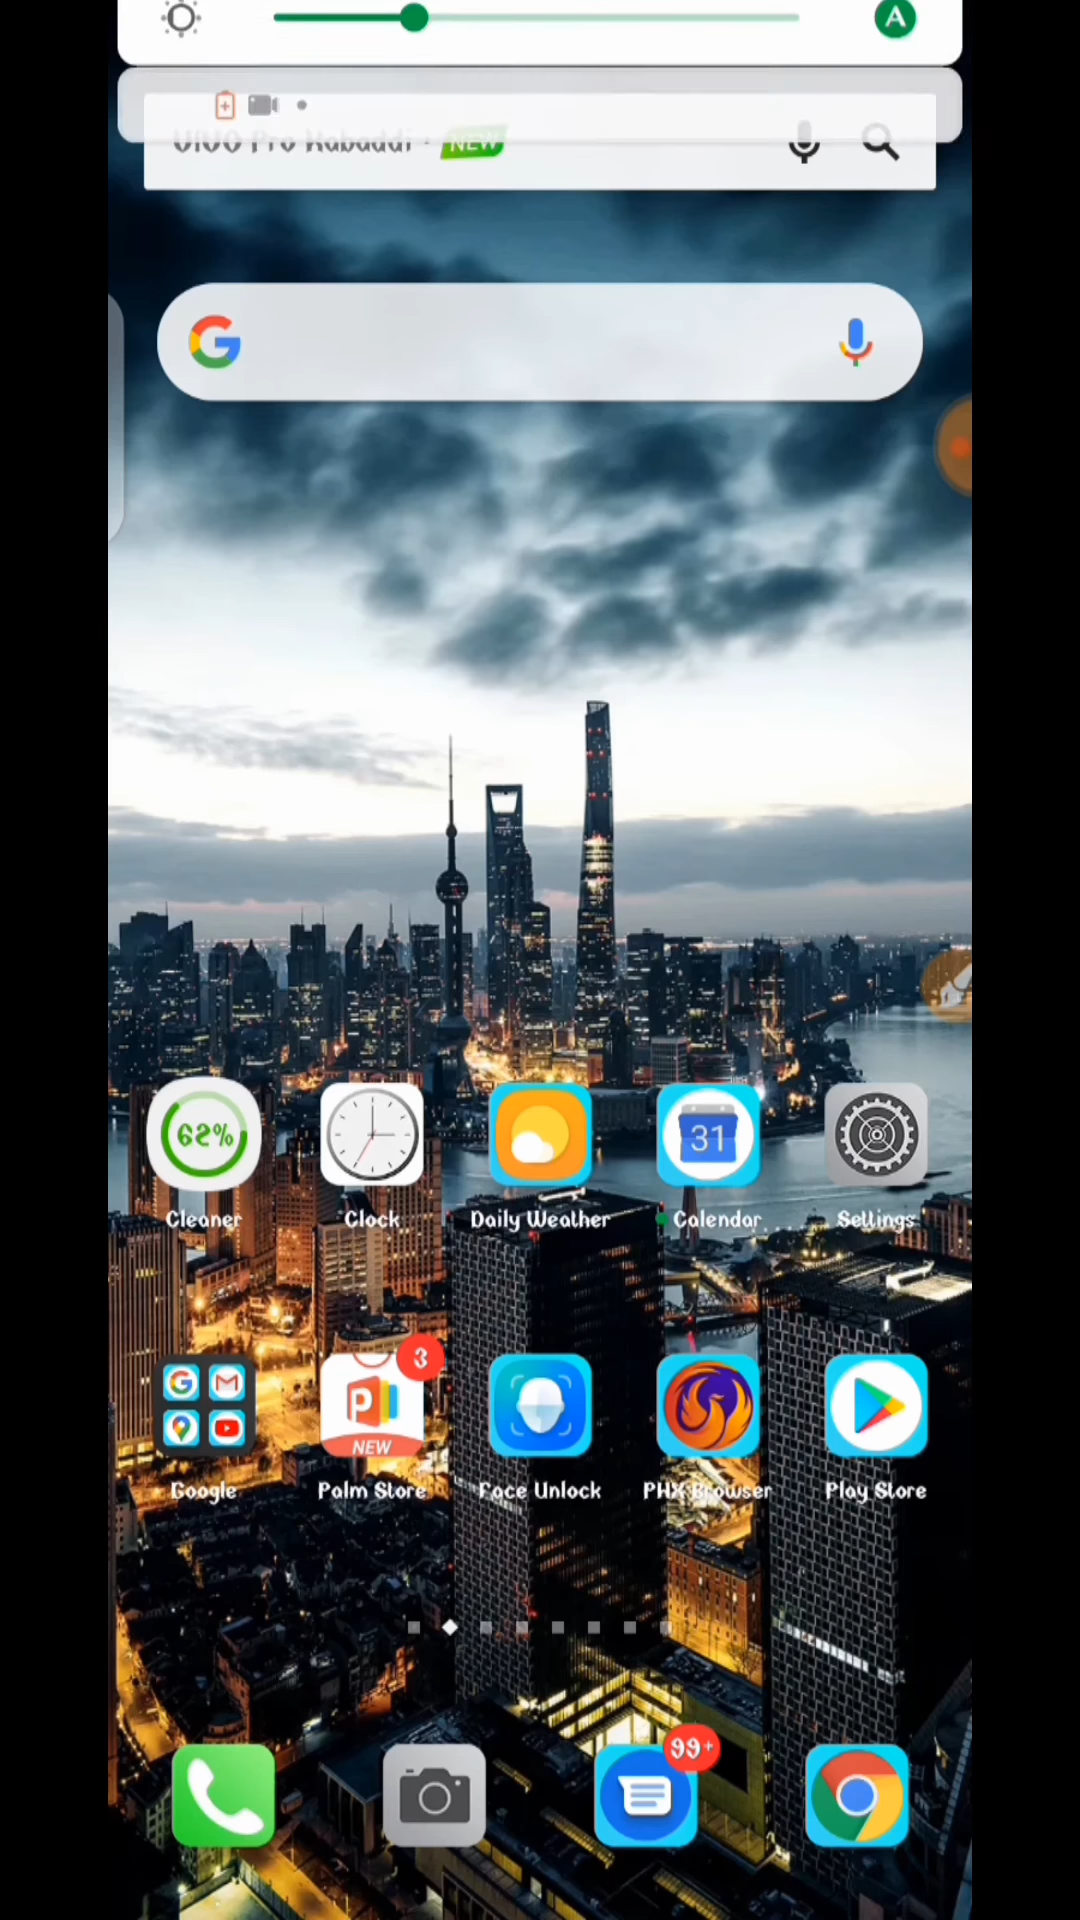 A
VIVO Pro Kabaddi · NEW
62%
31
Cleaner
Clock
Daily Weather
Calendar
Settings
3
NEW
Google
Palm Store
Face Unlock
PHX Browser
Play Store
99+